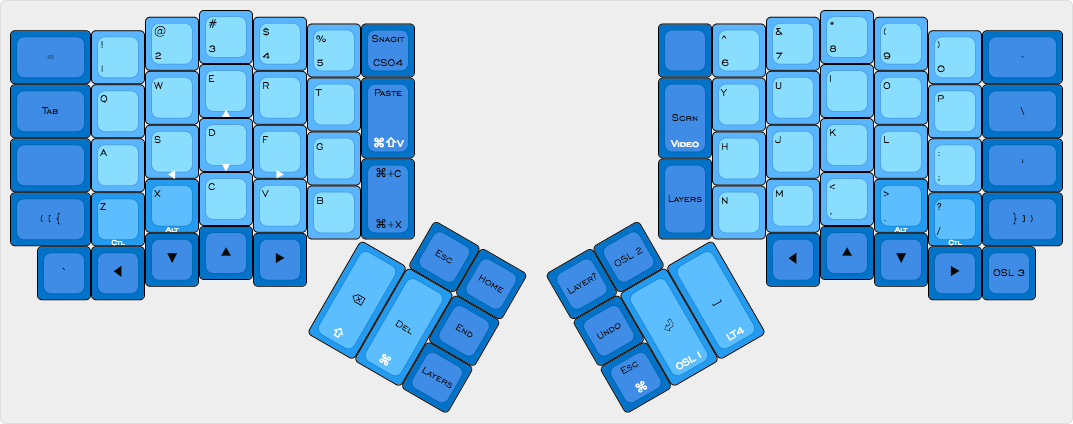 = ! 1 @ 2 # 3 $ 4 % 5 Snagit CSO4
^ 6 & 7 * 8 ( 9 ) 0 -
Tab Q W E ▲ R T Paste ⌘⇧V
Scrn Video Y U I O P \
A S ◀ D ▼ F ▶ G ⌘+C ⌘+X
Layers H J K L : ; '
( [ { Z Ctl X Alt C V B
N M < , > . Alt ? / Ctl } ] )
` ◀ ▼ ▲ ▶
◀ ▲ ▼ ▶ OSL 3
Esc Home
⌫ ⇧ Del ⌘ End
Layers
Layer? OSL 2
Undo ⏎ OSL 1 ⎵ LT4
Esc ⌘